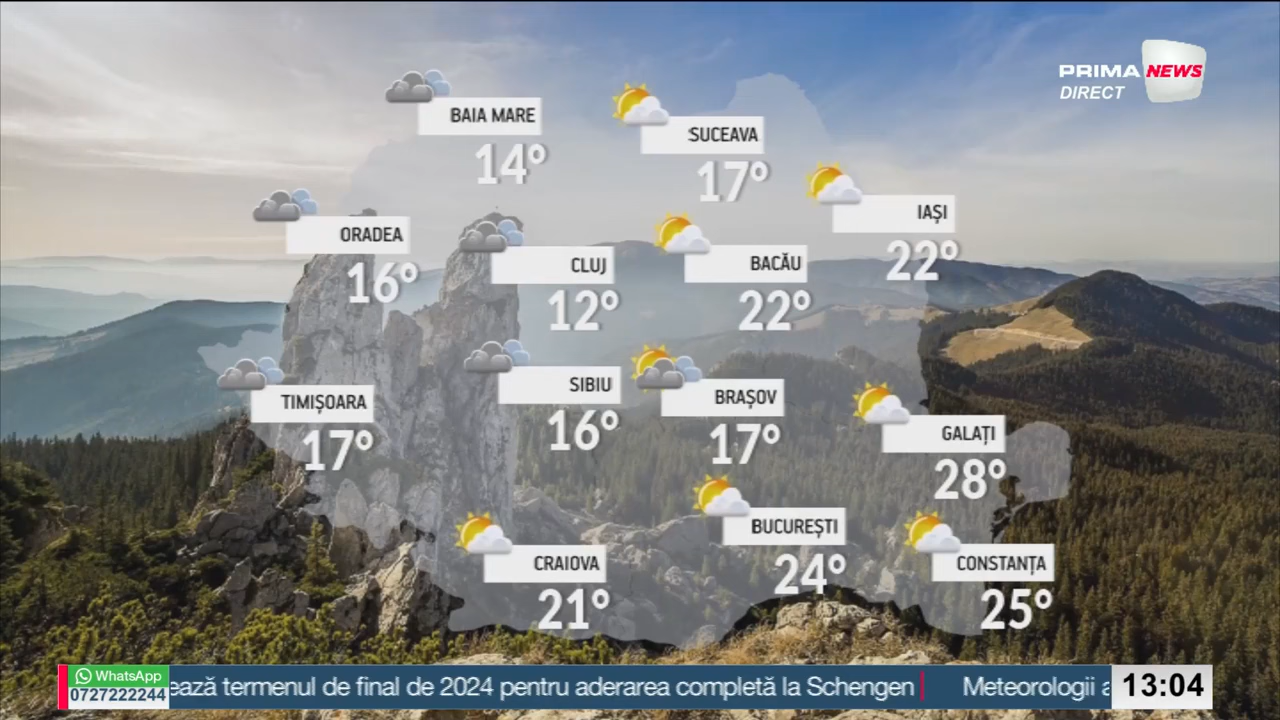 PRIMA NEWS
DIRECT
BAIA MARE
14°
SUCEAVA
17°
IAȘI
22°
ORADEA
16°
CLUJ
12°
BACĂU
22°
TIMIȘOARA
17°
SIBIU
16°
BRAȘOV
17°
GALAȚI
28°
BUCUREȘTI
24°
CRAIOVA
21°
CONSTANȚA
25°
WhatsApp
0727222244
ează termenul de final de 2024 pentru aderarea completă la Schengen
Meteorologii a
13:04